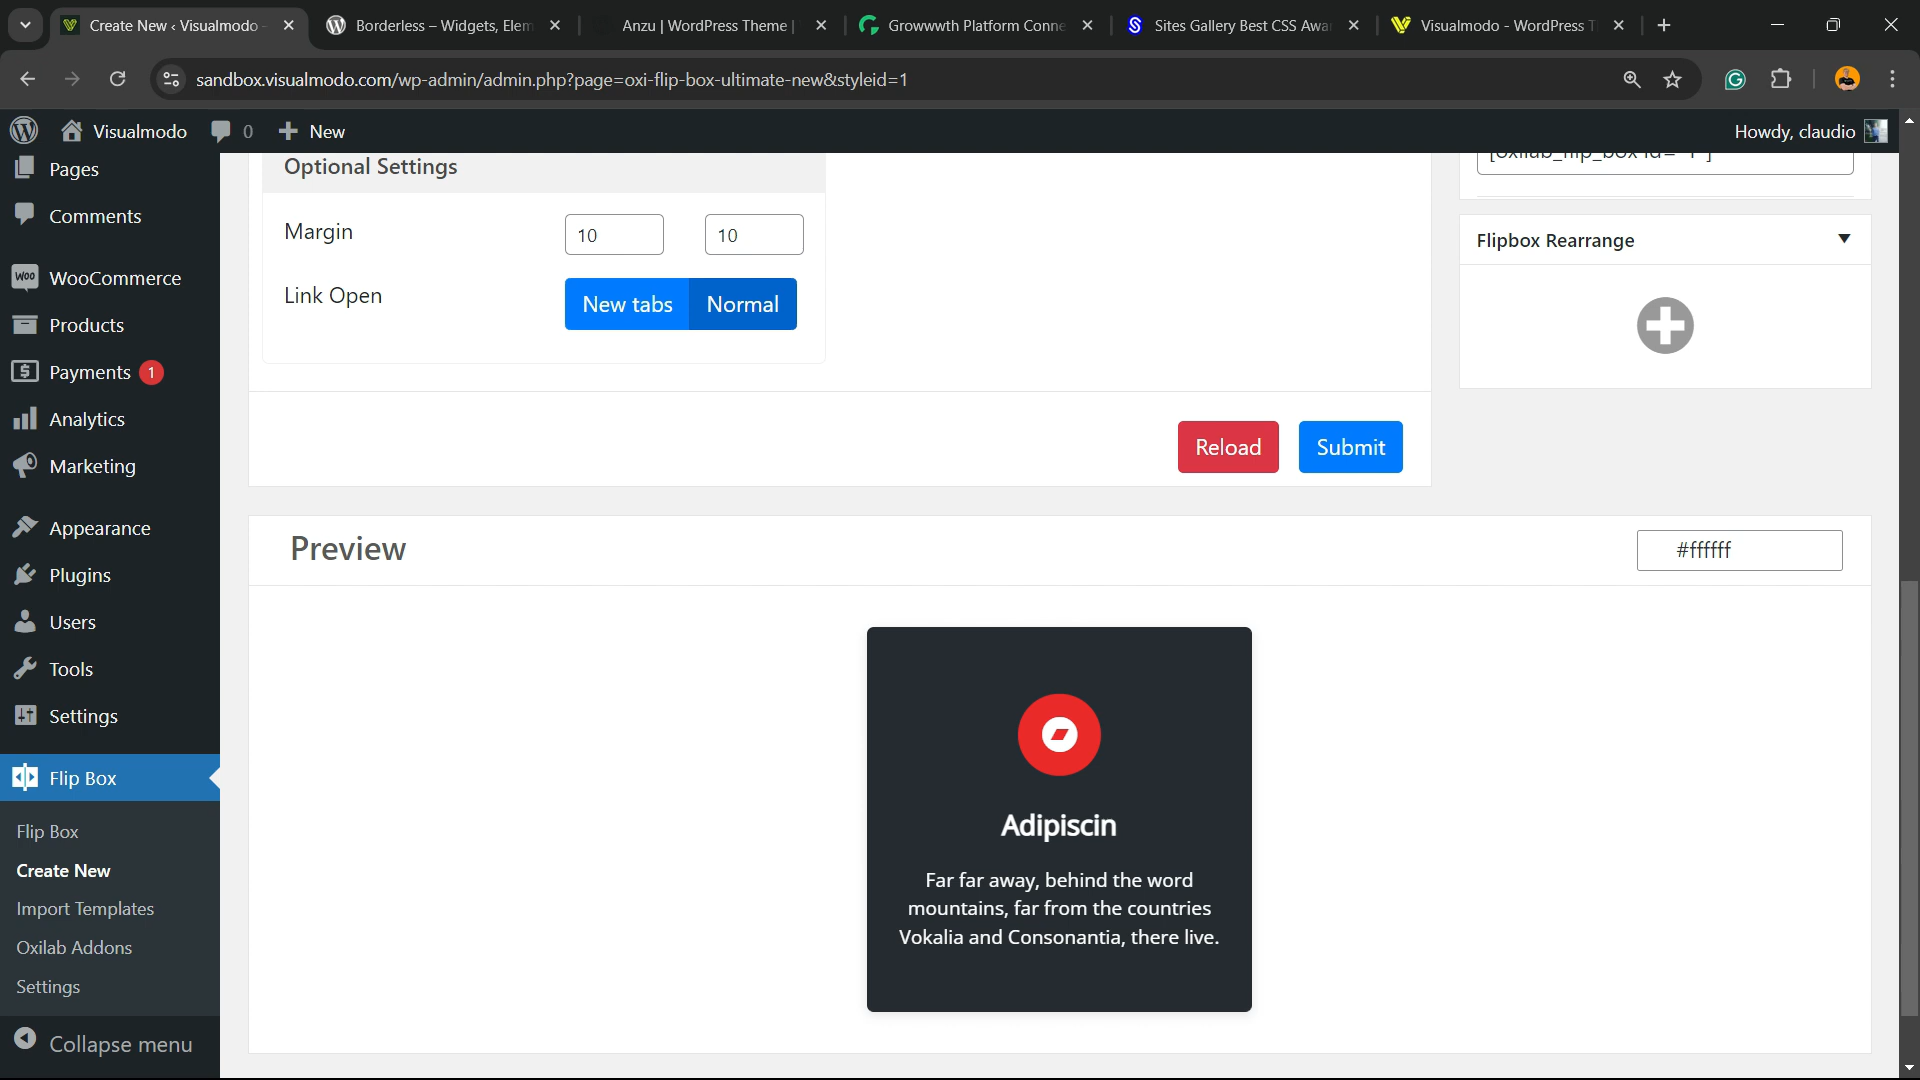 Create New ‹ Visualmodo
Borderless – Widgets, Elem
Anzu | WordPress Theme |
Growwwth Platform Conne
Sites Gallery Best CSS Awa
Visualmodo - WordPress T
sandbox.visualmodo.com/wp-admin/admin.php?page=oxi-flip-box-ultimate-new&styleid=1
Visualmodo
0
New
Howdy, claudio
Pages
Comments
WooCommerce
Products
Payments 1
Analytics
Marketing
Appearance
Plugins
Users
Tools
Settings
Flip Box
Flip Box
Create New
Import Templates
Oxilab Addons
Settings
Collapse menu
Optional Settings
Margin
10
10
Link Open
New tabs
Normal
Reload
Submit
[oxilab_flip_box id="1"]
Flipbox Rearrange
Preview
#ffffff
Adipiscin
Far far away, behind the word
mountains, far from the countries
Vokalia and Consonantia, there live.